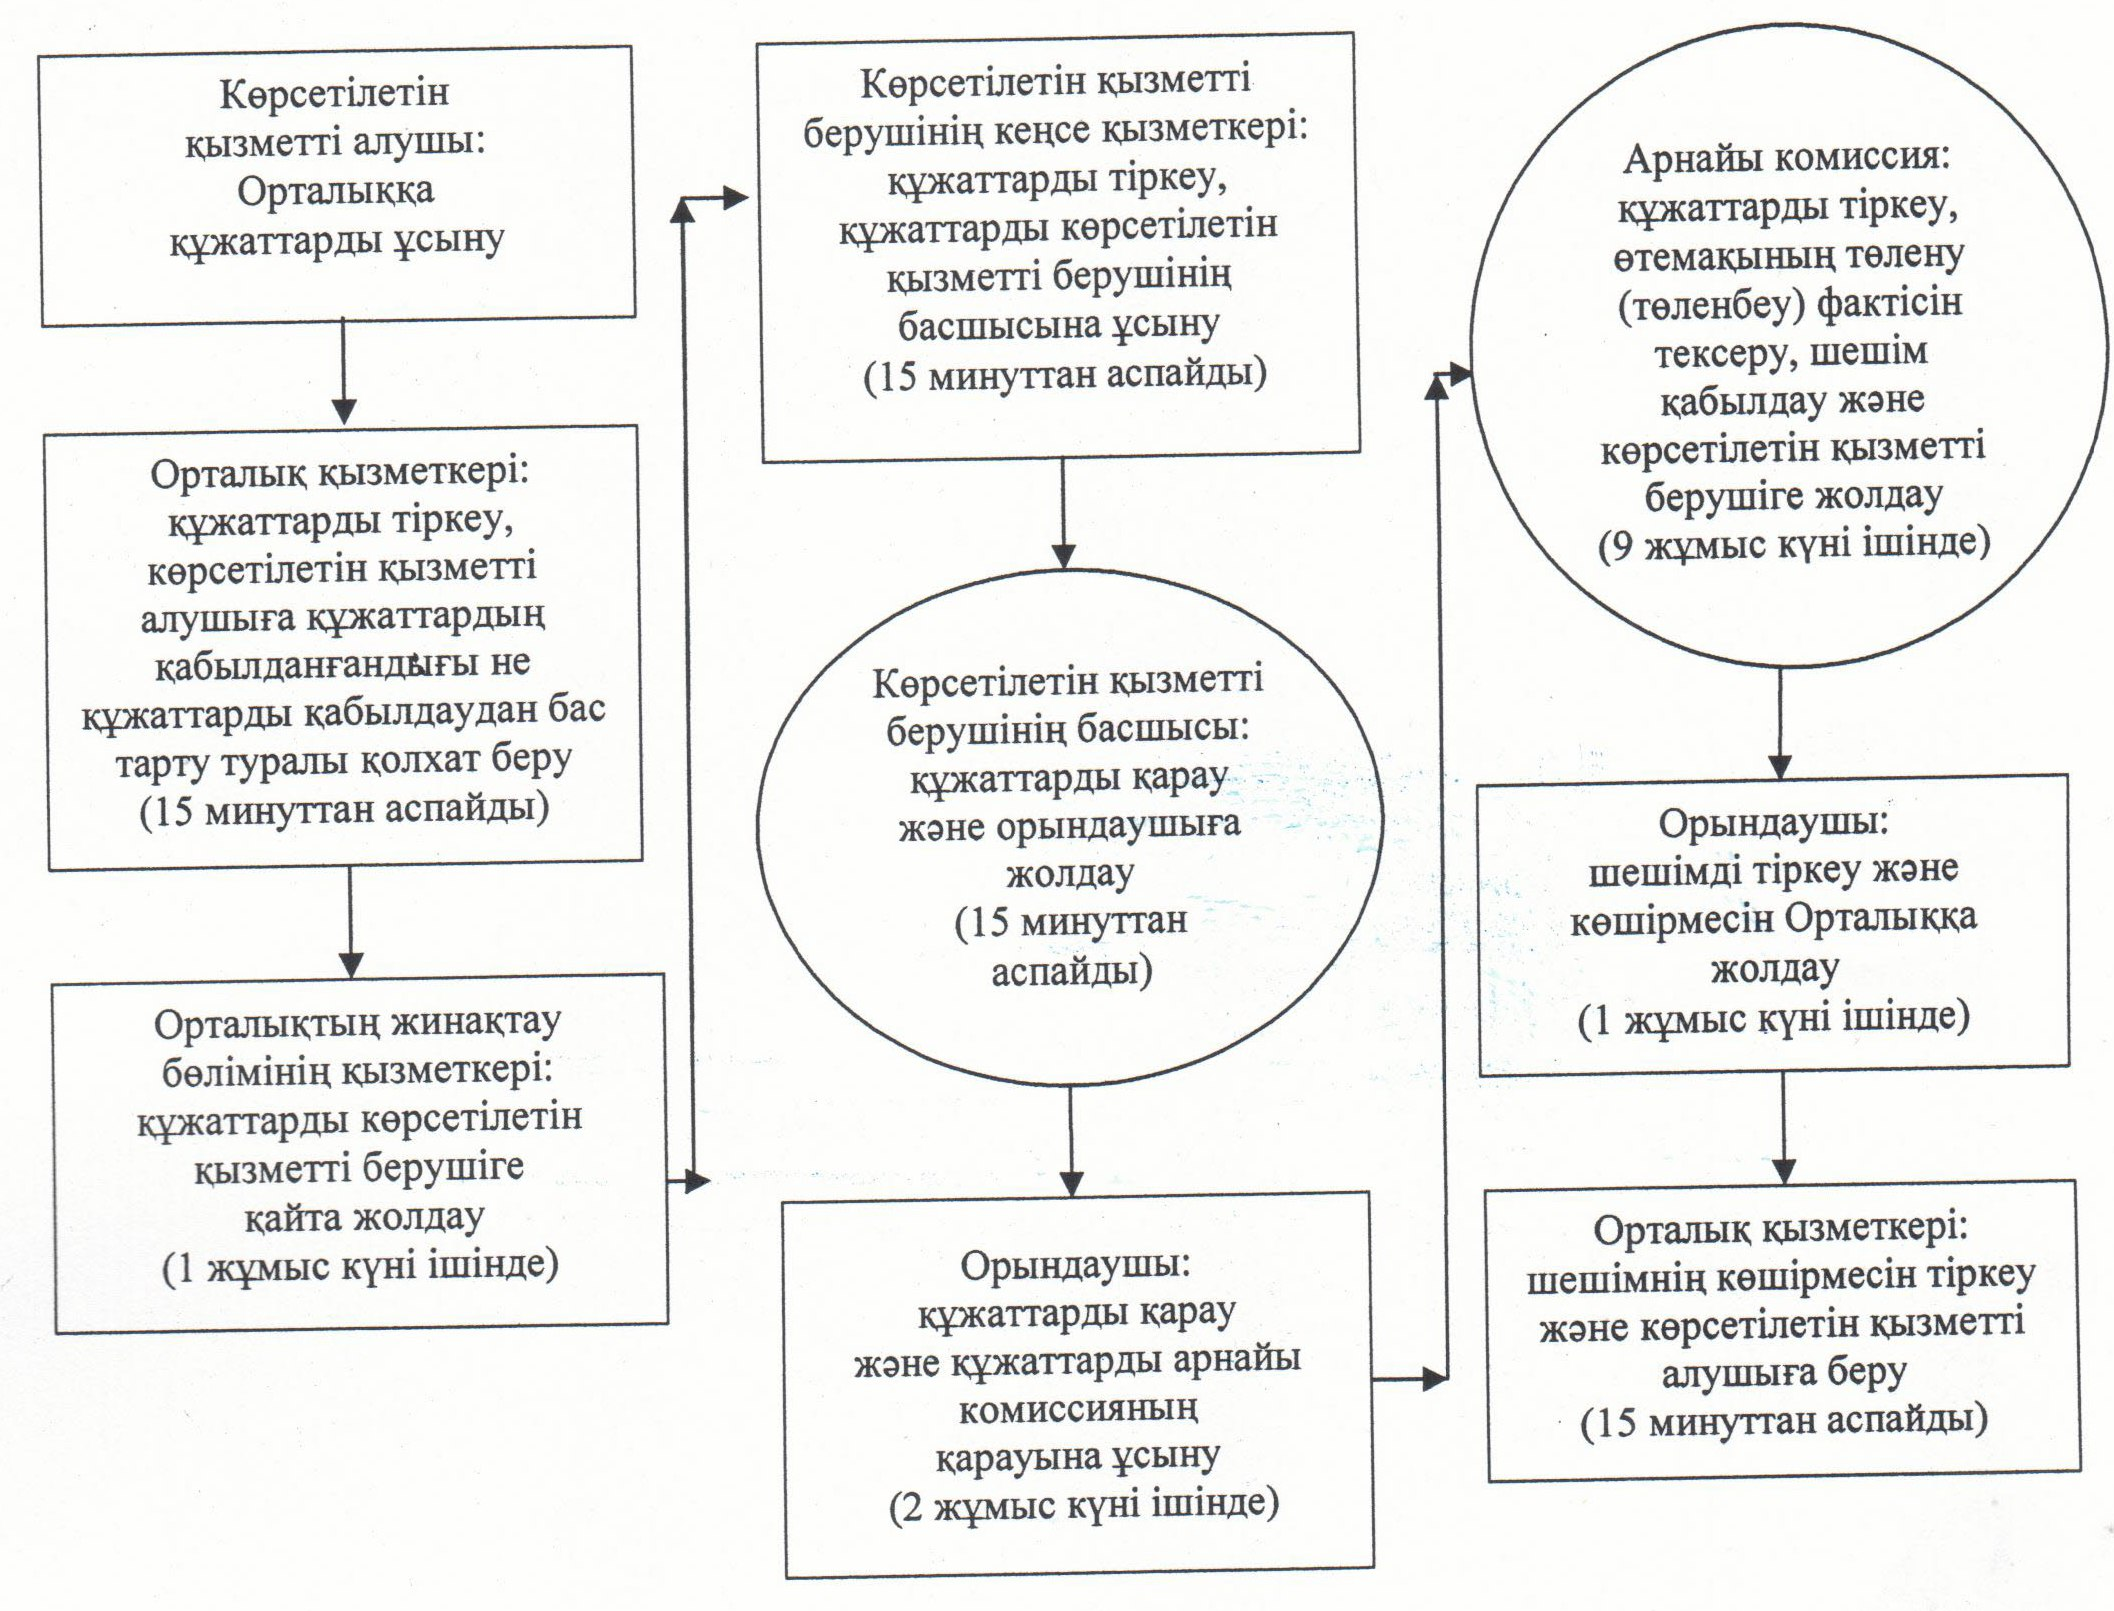 Көрсетілетін
қызметті алушы:
Орталыққа
құжаттарды ұсыну
Орталық қызметкері:
құжаттарды тіркеу,
көрсетілетін қызметті
алушыға құжаттардың
қабылданғандығы не
құжаттарды қабылдаудан бас
тарту туралы қолхат беру
(15 минуттан аспайды)
Орталықтың жинақтау
бөлімінің қызметкері:
құжаттарды көрсетілетін
қызметті берушіге
қайта жолдау
(1 жұмыс күні ішінде)
Көрсетілетін қызметті
берушінің кеңсе қызметкері:
құжаттарды тіркеу,
құжаттарды көрсетілетін
қызметті берушінің
басшысына ұсыну
(15 минуттан аспайды)
Көрсетілетін қызметті
берушінің басшысы:
құжаттарды қарау
және орындаушыға
жолдау
(15 минуттан
аспайды)
Орындаушы:
құжаттарды қарау
және құжаттарды арнайы
комиссияның
қарауына ұсыну
(2 жұмыс күні ішінде)
Арнайы комиссия:
құжаттарды тіркеу,
өтемақының төлену
(төленбеу) фактісін
тексеру, шешім
қабылдау және
көрсетілетін қызметті
берушіге жолдау
(9 жұмыс күні ішінде)
Орындаушы:
шешімді тіркеу және
көшірмесін Орталыққа
жолдау
(1 жұмыс күні ішінде)
Орталық қызметкері:
шешімнің көшірмесін тіркеу
және көрсетілетін қызметті
алушыға беру
(15 минуттан аспайды)